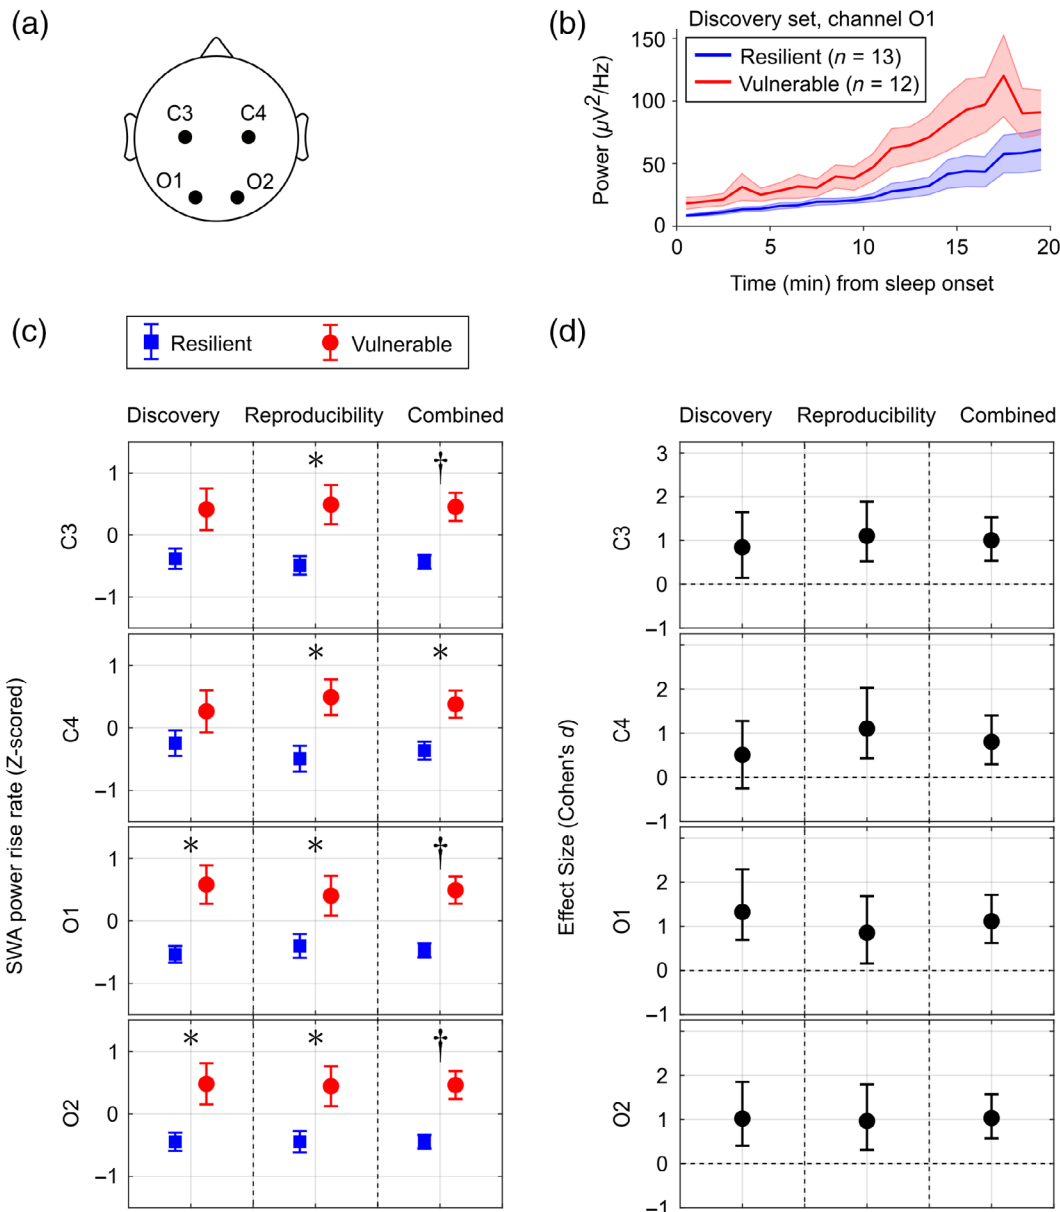 (a)
C3 C4
O1 O2
(b)
Discovery set, channel O1
Resilient (n = 13)
Vulnerable (n = 12)
Power (µV²/Hz)
150
100
50
0
0 5 10 15 20
Time (min) from sleep onset
(c)
Resilient Vulnerable
Discovery Reproducibility Combined
SWA power rise rate (Z-scored)
C3
1
0
−1
* †
C4
1
0
−1
* *
O1
1
0
−1
* * †
O2
1
0
−1
* * †
(d)
Discovery Reproducibility Combined
Effect Size (Cohen's d)
C3
3
2
1
0
−1
C4
2
1
0
−1
O1
2
1
0
−1
O2
2
1
0
−1